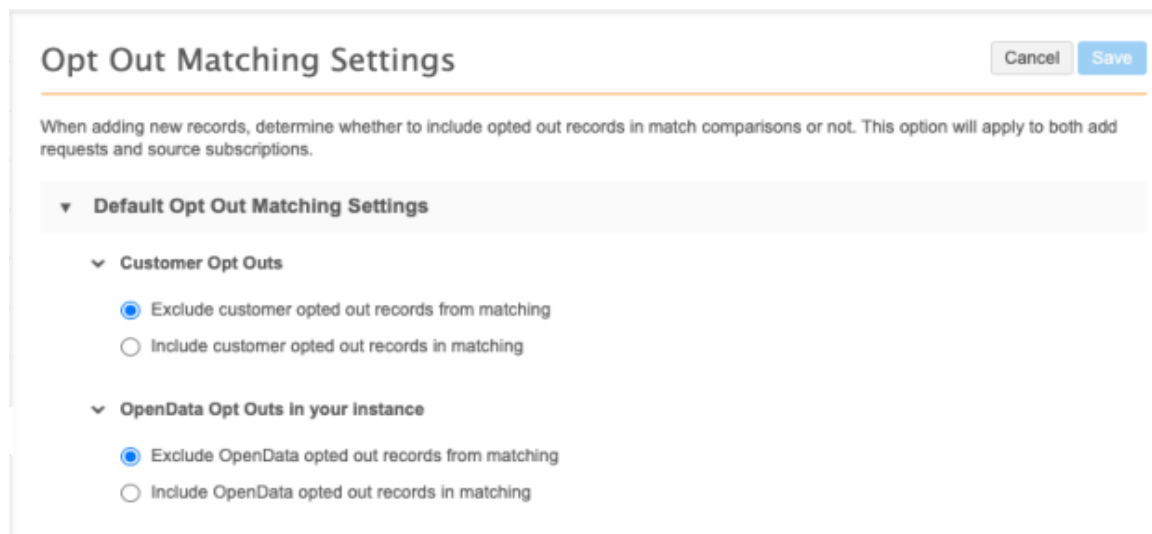 Opt Out Matching Settings
Cancel
Save
When adding new records, determine whether to include opted out records in match comparisons or not. This option will apply to both add
requests and source subscriptions.
Default Opt Out Matching Settings
Customer Opt Outs
Exclude customer opted out records from matching
Include customer opted out records in matching
OpenData Opt Outs in your instance
Exclude OpenData opted out records from matching
Include OpenData opted out records in matching